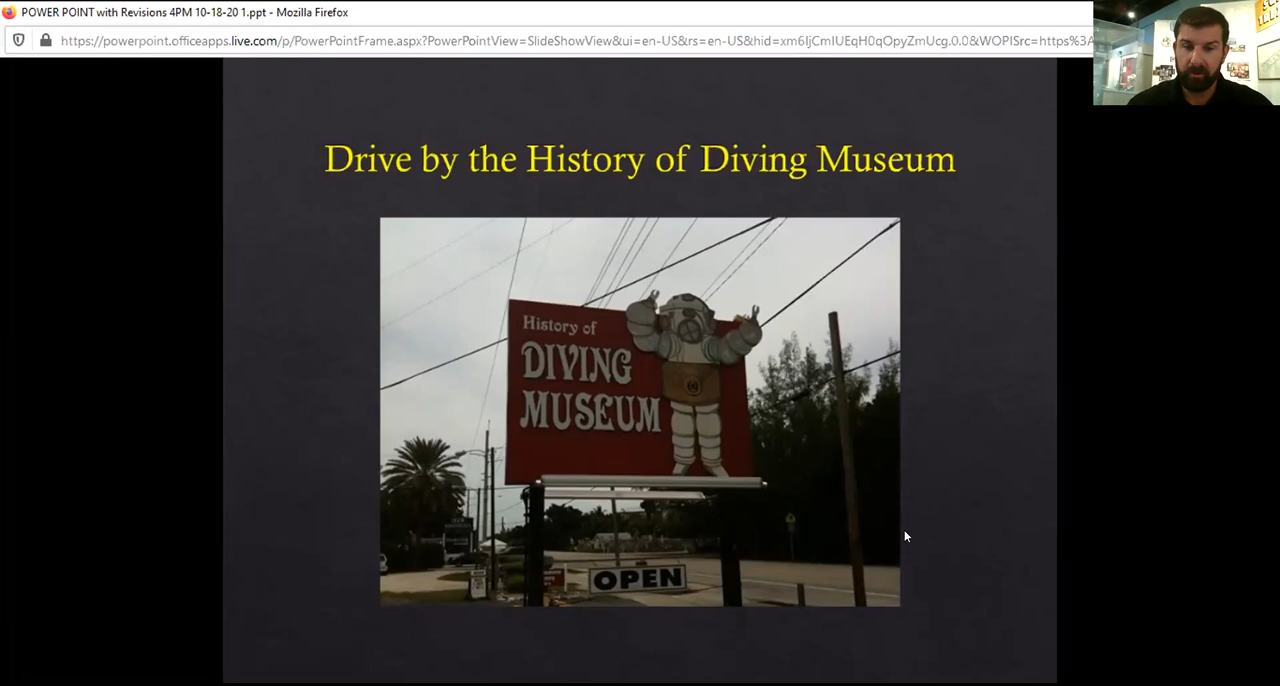 POWER POINT with Revisions 4PM 10-18-20 1.ppt - Mozilla Firefox
https://powerpoint.officeapps.live.com/p/PowerPointFrame.aspx?PowerPointView=SlideShowView&ui=en-US&rs=en-US&hid=xm6IjCmIUEqH0qOpyZmUcg.0.0&WOPISrc=https%3A
Drive by the History of Diving Museum
History of
DIVING
MUSEUM
OPEN